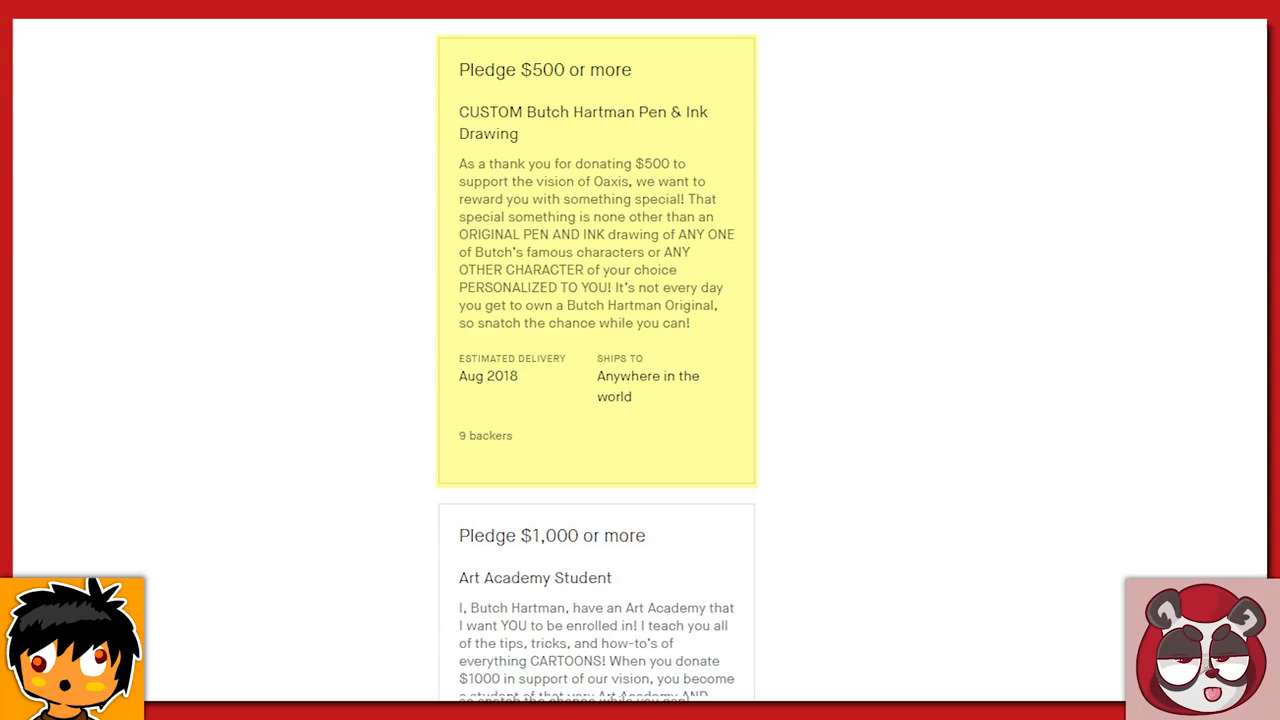 Pledge $500 or more
CUSTOM Butch Hartman Pen & Ink
Drawing
As a thank you for donating $500 to
support the vision of Oaxis, we want to
reward you with something special! That
special something is none other than an
ORIGINAL PEN AND INK drawing of ANY ONE
of Butch's famous characters or ANY
OTHER CHARACTER of your choice
PERSONALIZED TO YOU! It's not every day
you get to own a Butch Hartman Original,
so snatch the chance while you can!
ESTIMATED DELIVERY
Aug 2018
SHIPS TO
Anywhere in the
world
9 backers
Pledge $1,000 or more
Art Academy Student
I, Butch Hartman, have an Art Academy that
I want YOU to be enrolled in! I teach you all
of the tips, tricks, and how-to's of
everything CARTOONS! When you donate
$1000 in support of our vision, you become